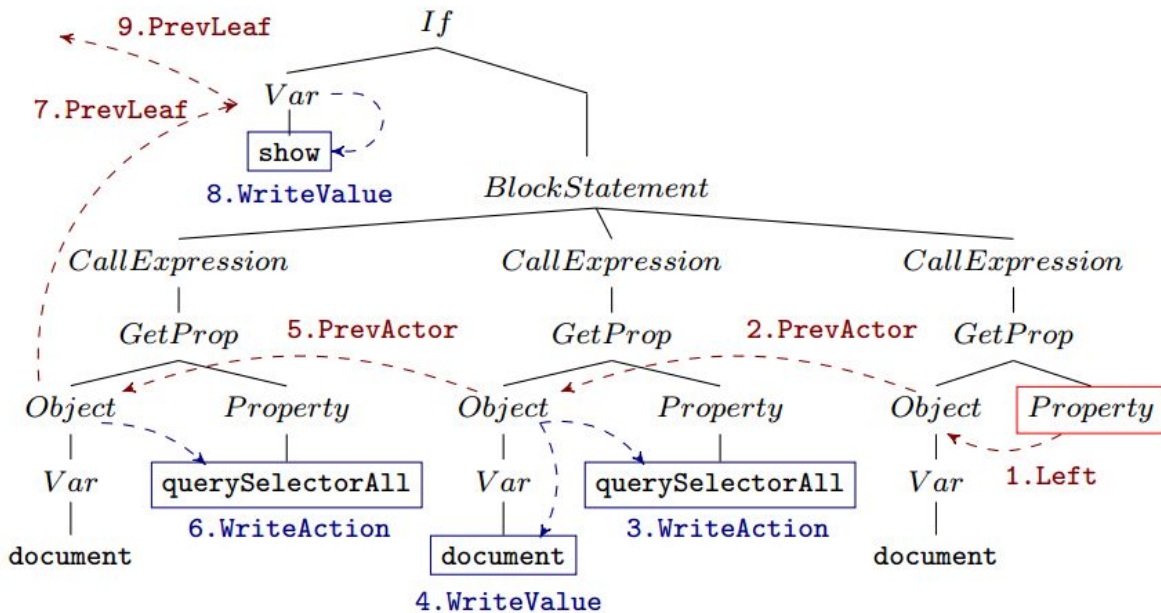 9.PrevLeaf
If
7.PrevLeaf
Var
show
8.WriteValue
BlockStatement
CallExpression CallExpression CallExpression
GetProp 5.PrevActor GetProp 2.PrevActor GetProp
Object Property Object Property Object Property
Var querySelectorAll Var querySelectorAll Var 1.Left
6.WriteAction 3.WriteAction
document document document
4.WriteValue